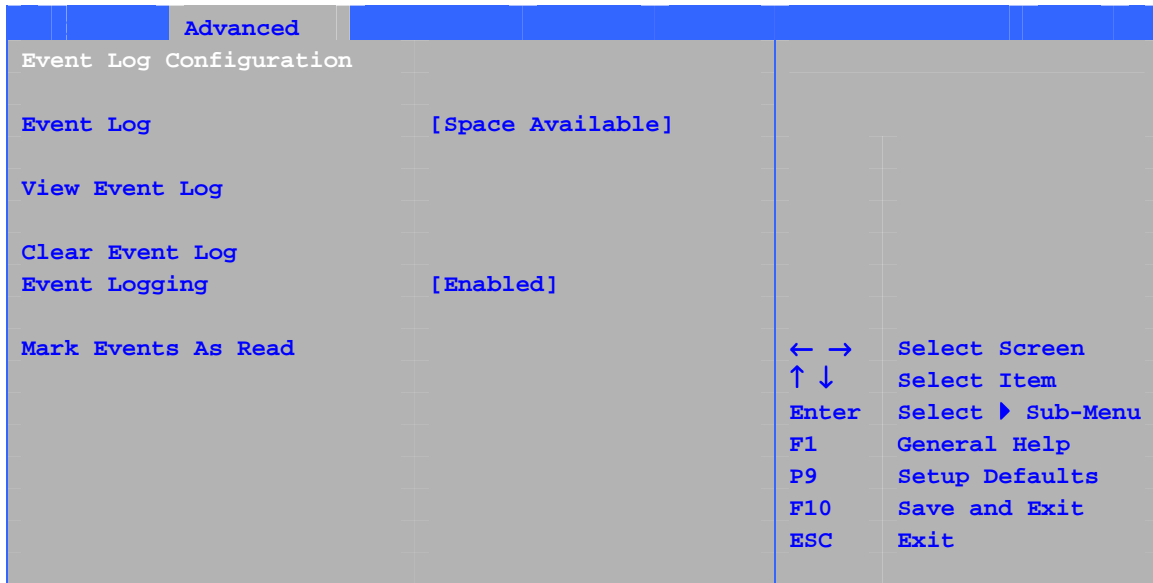 Advanced
Event Log Configuration
Event Log [Space Available]
View Event Log
Clear Event Log
Event Logging [Enabled]
Mark Events As Read
← → Select Screen
↑ ↓ Select Item
Enter Select ▶ Sub-Menu
F1 General Help
P9 Setup Defaults
F10 Save and Exit
ESC Exit